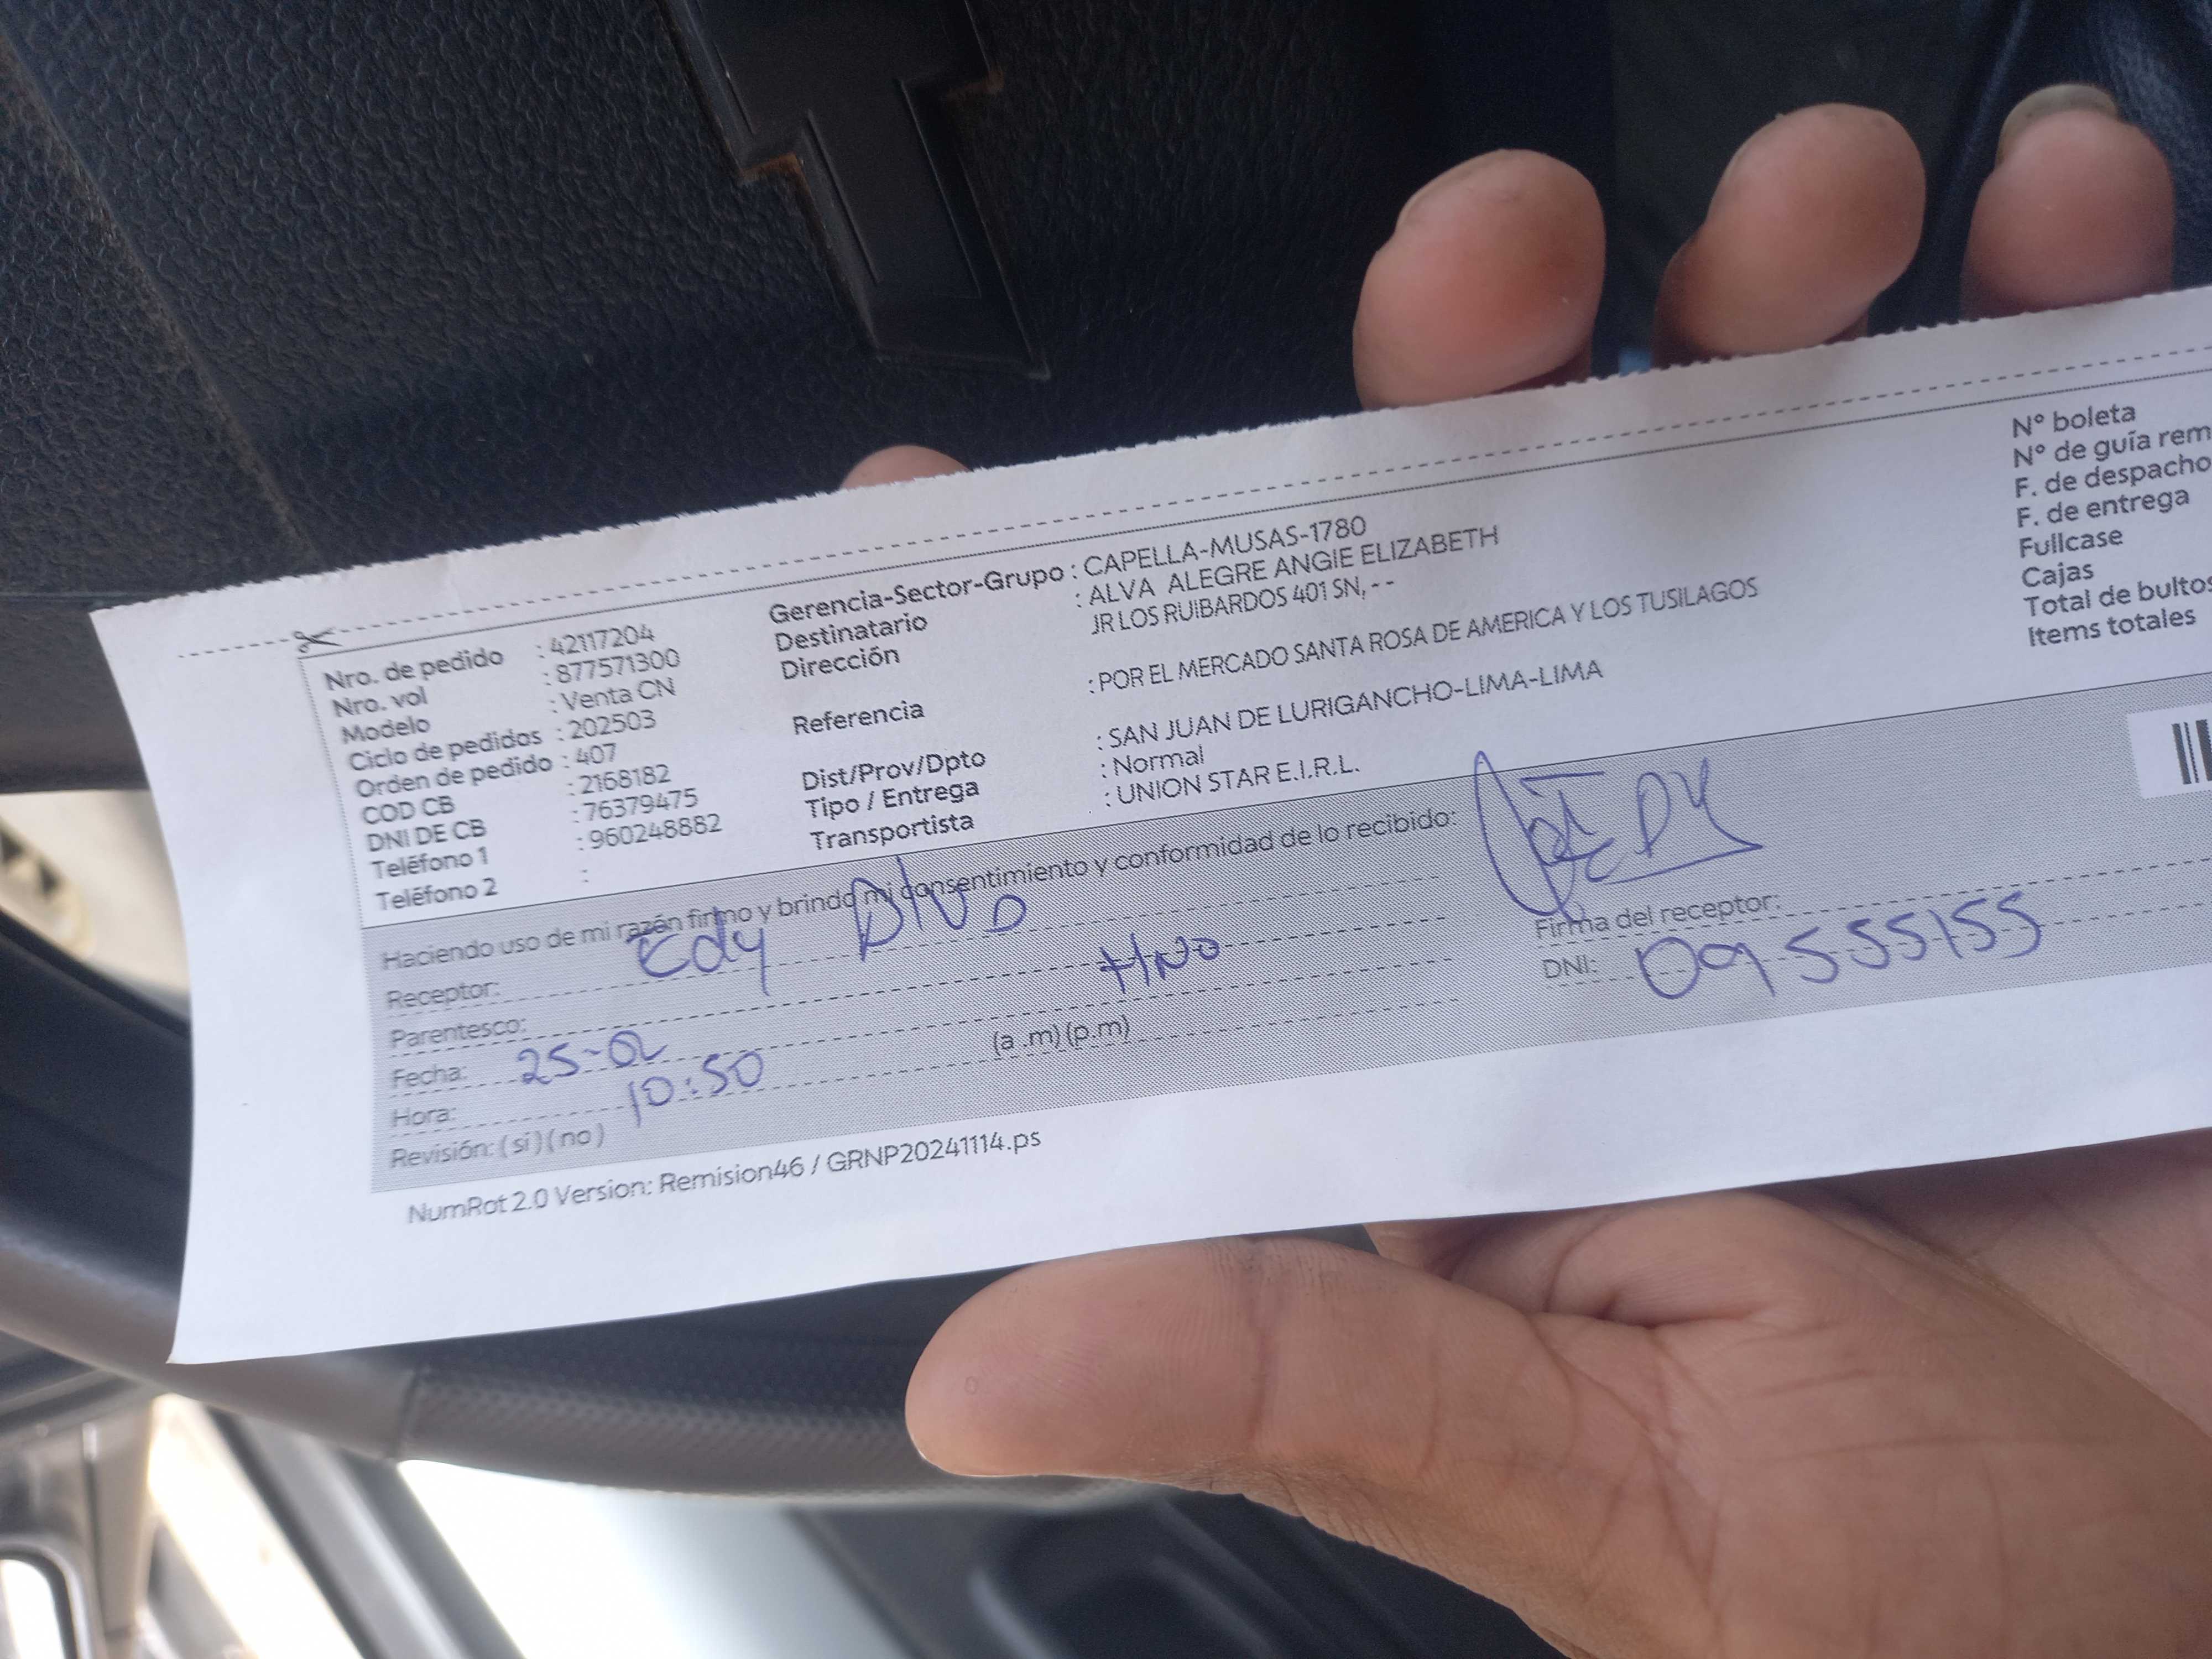 Nro. de pedido : 42117204
Nro. vol : 877571300
Modelo : Venta CN
Ciclo de pedidos : 202503
Orden de pedido : 407
COD CB : 2168182
DNI DE CB : 76379475
Teléfono 1 : 960248882
Teléfono 2 :
Gerencia-Sector-Grupo : CAPELLA-MUSAS-1780
Destinatario : ALVA ALEGRE ANGIE ELIZABETH
Dirección JR LOS RUIBARDOS 401 SN, - -
Referencia : POR EL MERCADO SANTA ROSA DE AMERICA Y LOS TUSILAGOS
Dist/Prov/Dpto : SAN JUAN DE LURIGANCHO-LIMA-LIMA
Tipo / Entrega : Normal
Transportista : UNION STAR E.I.R.L.
N° boleta
N° de guía rem
F. de despacho
F. de entrega
Fullcase
Cajas
Total de bultos
Items totales
Haciendo uso de mi razón firmo y brindo mi consentimiento y conformidad de lo recibido:
Receptor: Edy
Parentesco: HNO
Fecha: 25-02
Hora: 10:50 (a .m) (p.m)
Revisión: ( si ) ( no )
EDY
Firma del receptor:
DNI: 09555155
NumRot 2.0 Version: Remision46 / GRNP20241114.ps